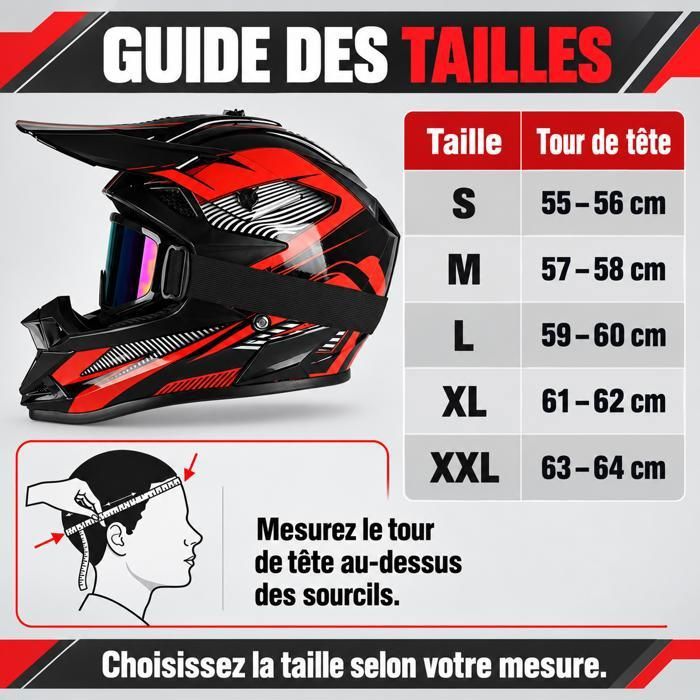 GUIDE DES TAILLES
Taille Tour de tête
S 55 – 56 cm
M 57 – 58 cm
L 59 – 60 cm
XL 61 – 62 cm
XXL 63 – 64 cm
Mesurez le tour
de tête au-dessus
des sourcils.
Choisissez la taille selon votre mesure.